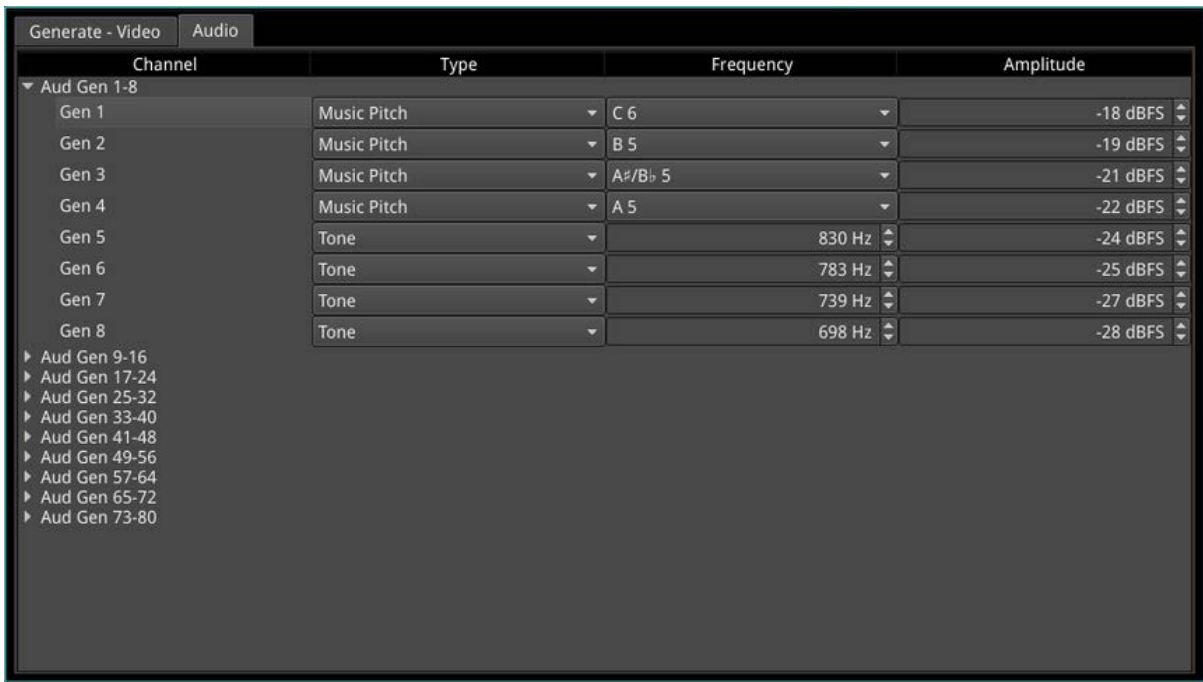 Generate - Video Audio
Channel Type Frequency Amplitude
Aud Gen 1-8
Gen 1 Music Pitch C 6 -18 dBFS
Gen 2 Music Pitch B 5 -19 dBFS
Gen 3 Music Pitch A♯/B♭ 5 -21 dBFS
Gen 4 Music Pitch A 5 -22 dBFS
Gen 5 Tone 830 Hz -24 dBFS
Gen 6 Tone 783 Hz -25 dBFS
Gen 7 Tone 739 Hz -27 dBFS
Gen 8 Tone 698 Hz -28 dBFS
Aud Gen 9-16
Aud Gen 17-24
Aud Gen 25-32
Aud Gen 33-40
Aud Gen 41-48
Aud Gen 49-56
Aud Gen 57-64
Aud Gen 65-72
Aud Gen 73-80